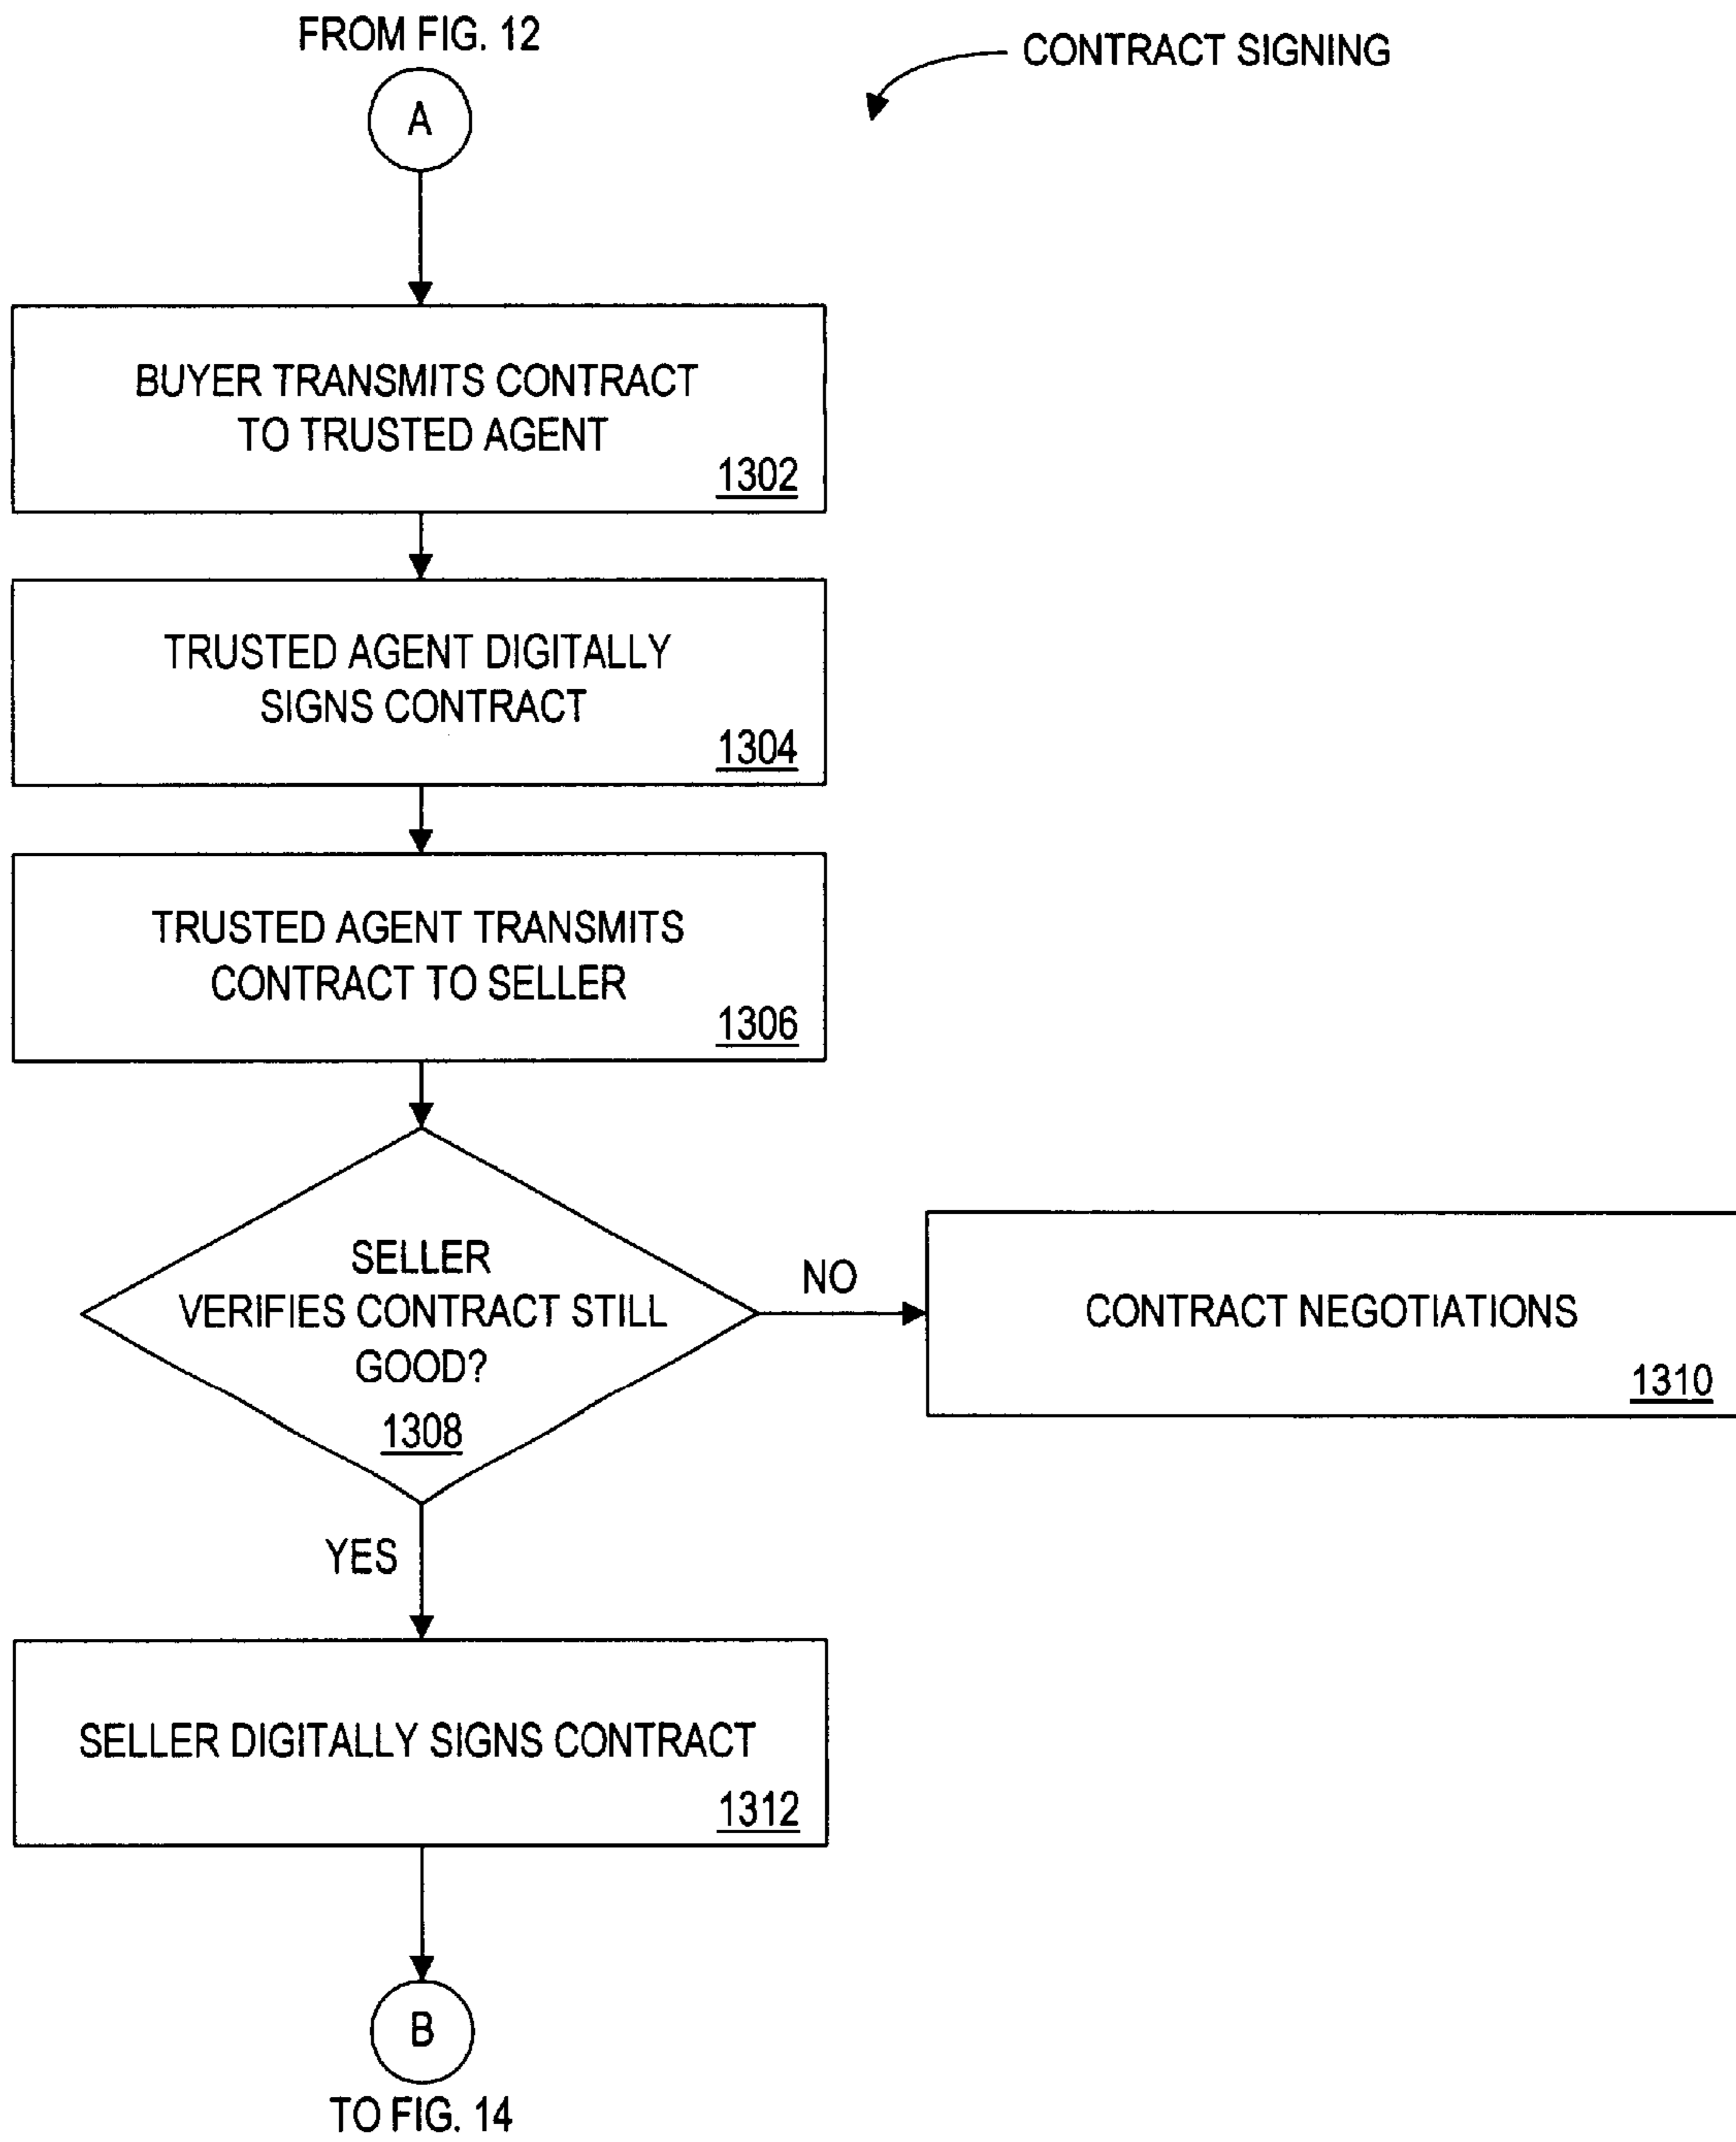 FROM FIG. 12
CONTRACT SIGNING
A
BUYER TRANSMITS CONTRACT
TO TRUSTED AGENT
1302
TRUSTED AGENT DIGITALLY
SIGNS CONTRACT
1304
TRUSTED AGENT TRANSMITS
CONTRACT TO SELLER
1306
SELLER
VERIFIES CONTRACT STILL
GOOD?
1308
NO
CONTRACT NEGOTIATIONS
1310
YES
SELLER DIGITALLY SIGNS CONTRACT
1312
B
TO FIG. 14